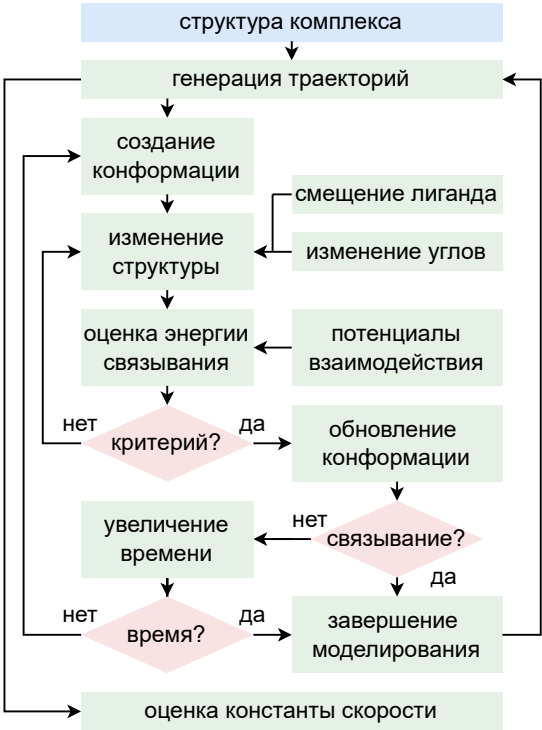 структура комплекса
генерация траекторий
создание
конформации
смещение лиганда
изменение
структуры
изменение углов
оценка энергии
связывания
потенциалы
взаимодействия
нет
критерий?
да
обновление
конформации
увеличение
времени
нет
связывание?
да
нет
время?
да
завершение
моделирования
оценка константы скорости